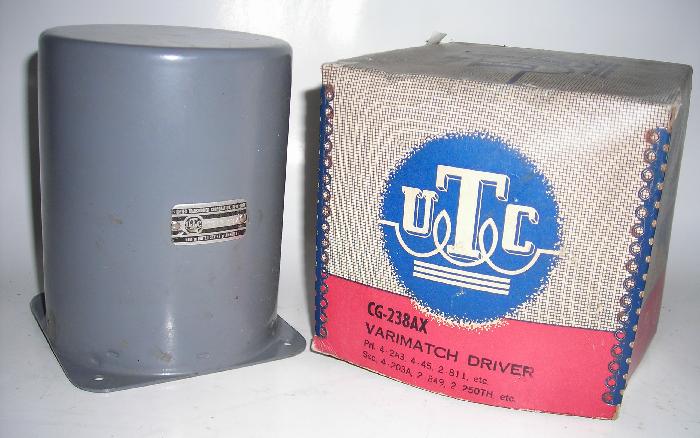 UTC
CG-238AX
VARIMATCH DRIVER
Pri. 4-2A3, 4-45, 2-811, etc.
Sec. 4-203A, 2-849, 2-250TH, etc.
UTC